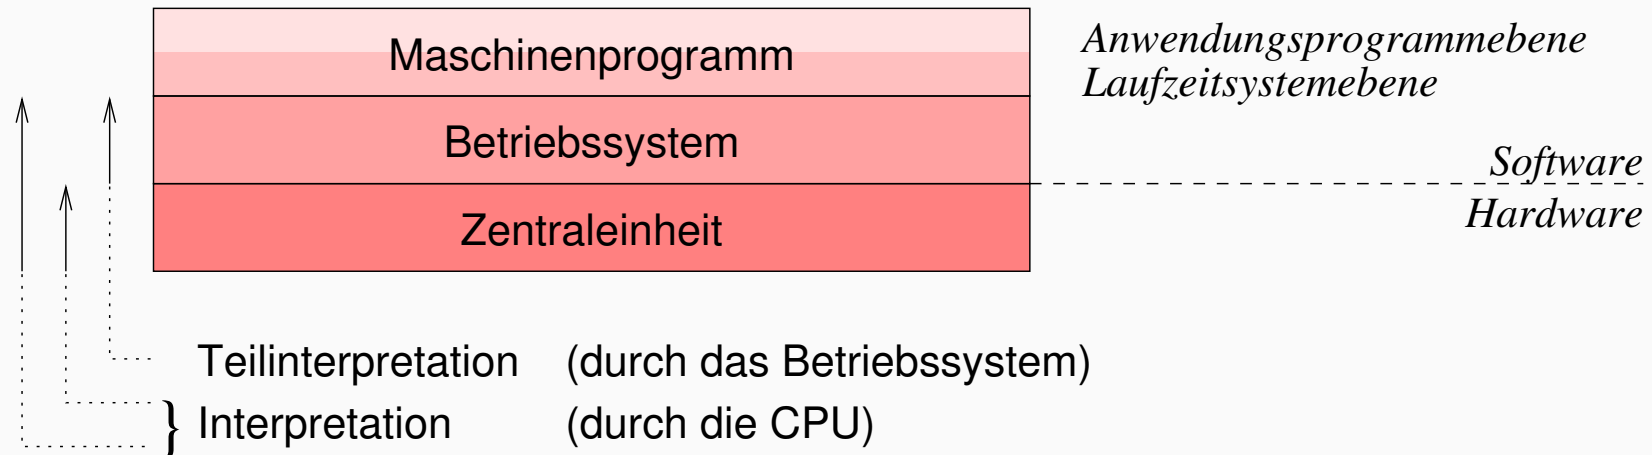 Maschinenprogramm
Anwendungsprogrammebene
Laufzeitsystemebene
Betriebssystem
Software
Zentraleinheit
Hardware
Teilinterpretation (durch das Betriebssystem)
} Interpretation (durch die CPU)